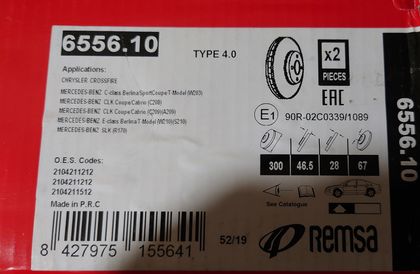 6556.10
TYPE 4.0
x2
PIECES
Applications:
CHRYSLER CROSSFIRE
MERCEDES-BENZ C-class Berlina/SportCoupe/T-Model (W203)
MERCEDES-BENZ CLK Coupe/Cabrio (C208)
MERCEDES-BENZ CLK Coupe/Cabrio (C209)(A209)
MERCEDES-BENZ E-class Berlina/T-Model (W210)(S210)
MERCEDES-BENZ SLK (R170)
EAC
E1 90R-02C0339/1089
O.E.S. Codes:
2104211212
2104211512
Made in P.R.C
300 46.5 28 67
See Catalogue
8 427975 155641
52/19
Remsa